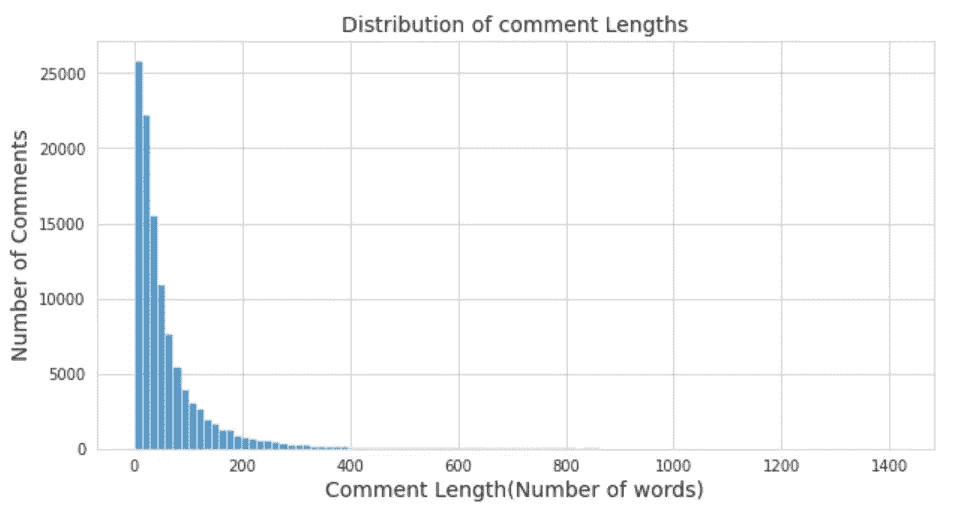 Distribution of comment Lengths
Number of Comments
25000
20000
15000
10000
5000
0
0 200 400 600 800 1000 1200 1400
Comment Length(Number of words)